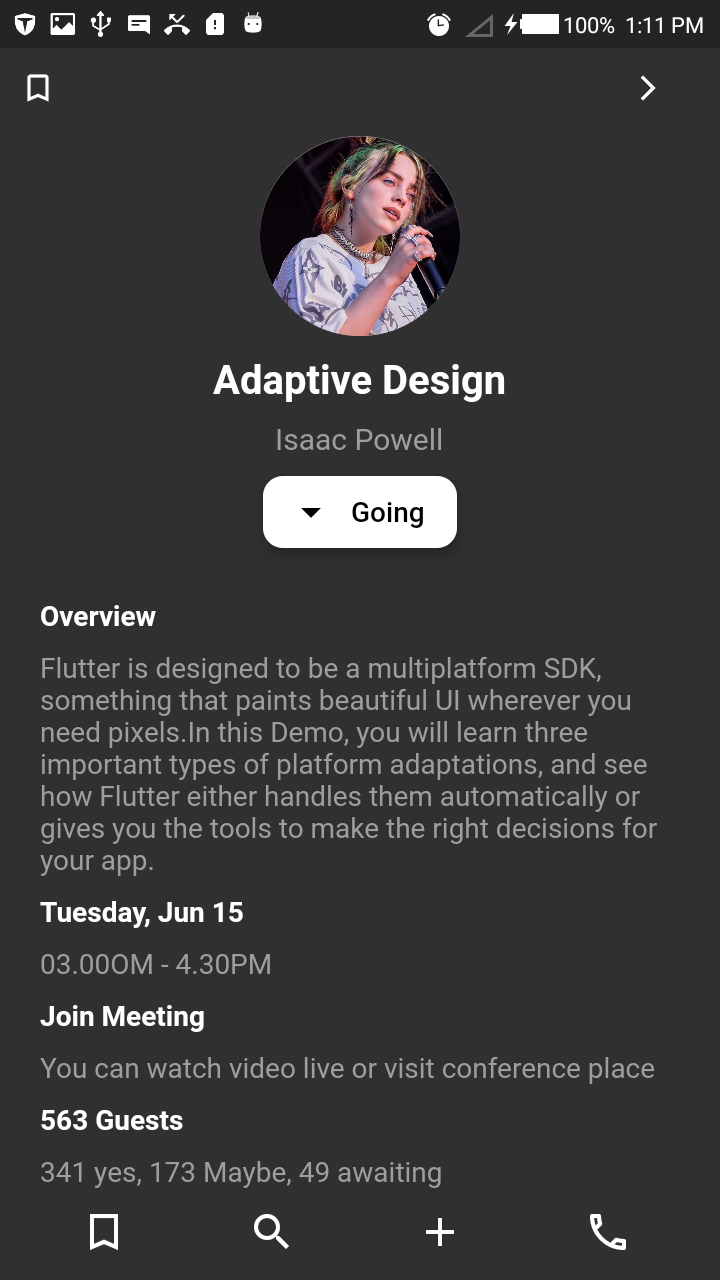 100% 1:11 PM
Adaptive Design
Isaac Powell
Going
Overview
Flutter is designed to be a multiplatform SDK,
something that paints beautiful UI wherever you
need pixels.In this Demo, you will learn three
important types of platform adaptations, and see
how Flutter either handles them automatically or
gives you the tools to make the right decisions for
your app.
Tuesday, Jun 15
03.00OM - 4.30PM
Join Meeting
You can watch video live or visit conference place
563 Guests
341 yes, 173 Maybe, 49 awaiting